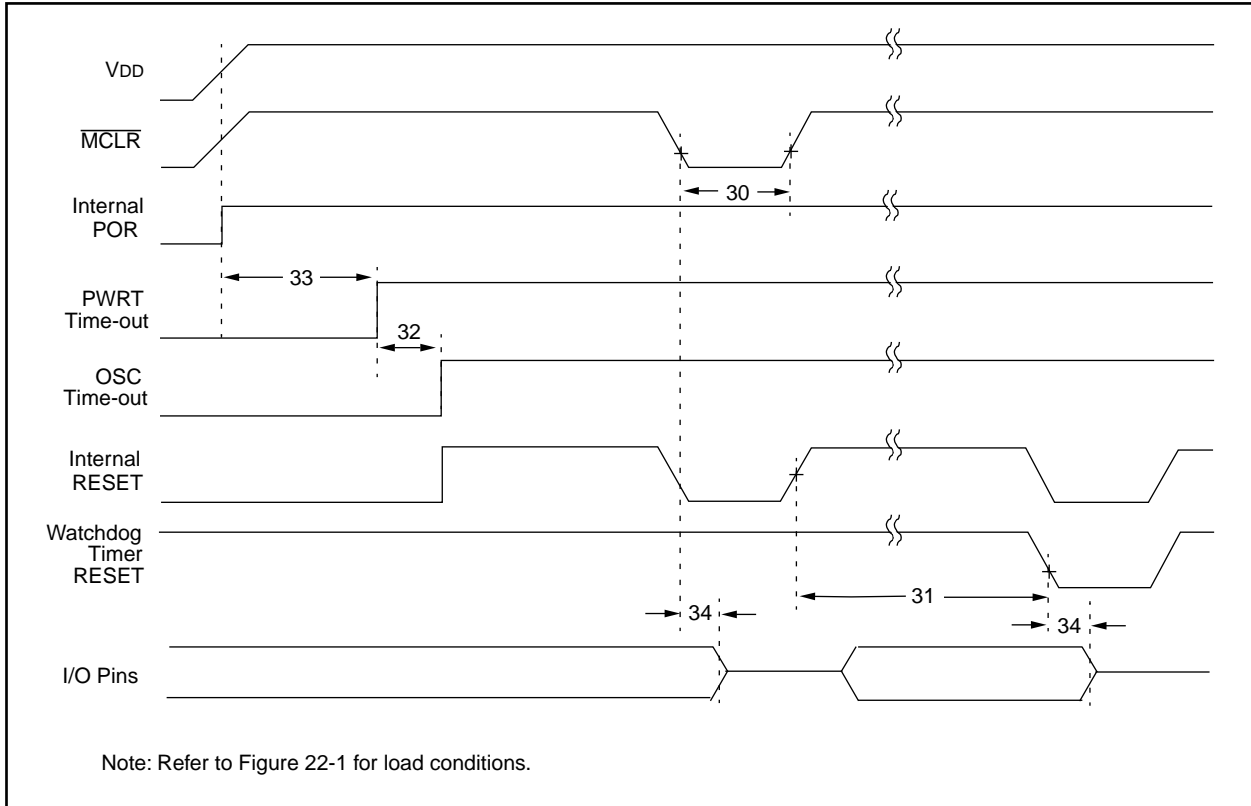 VDD
MCLR
30
Internal
POR
33
PWRT
Time-out
32
OSC
Time-out
Internal
RESET
Watchdog
Timer
RESET
31
34
34
I/O Pins
Note: Refer to Figure 22-1 for load conditions.